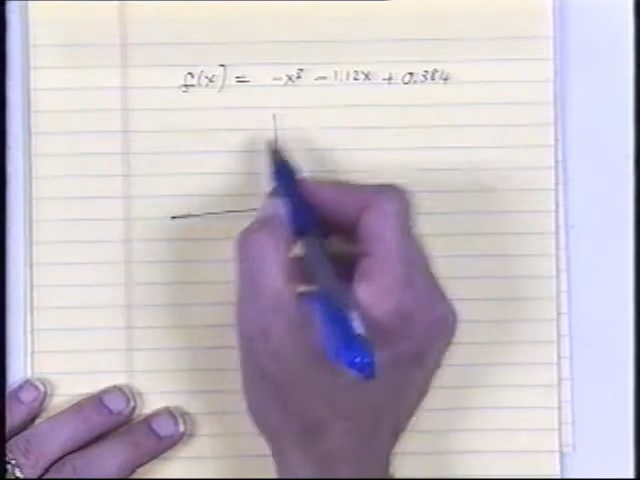 f(x) = -x³ - 1.12x + 0.384